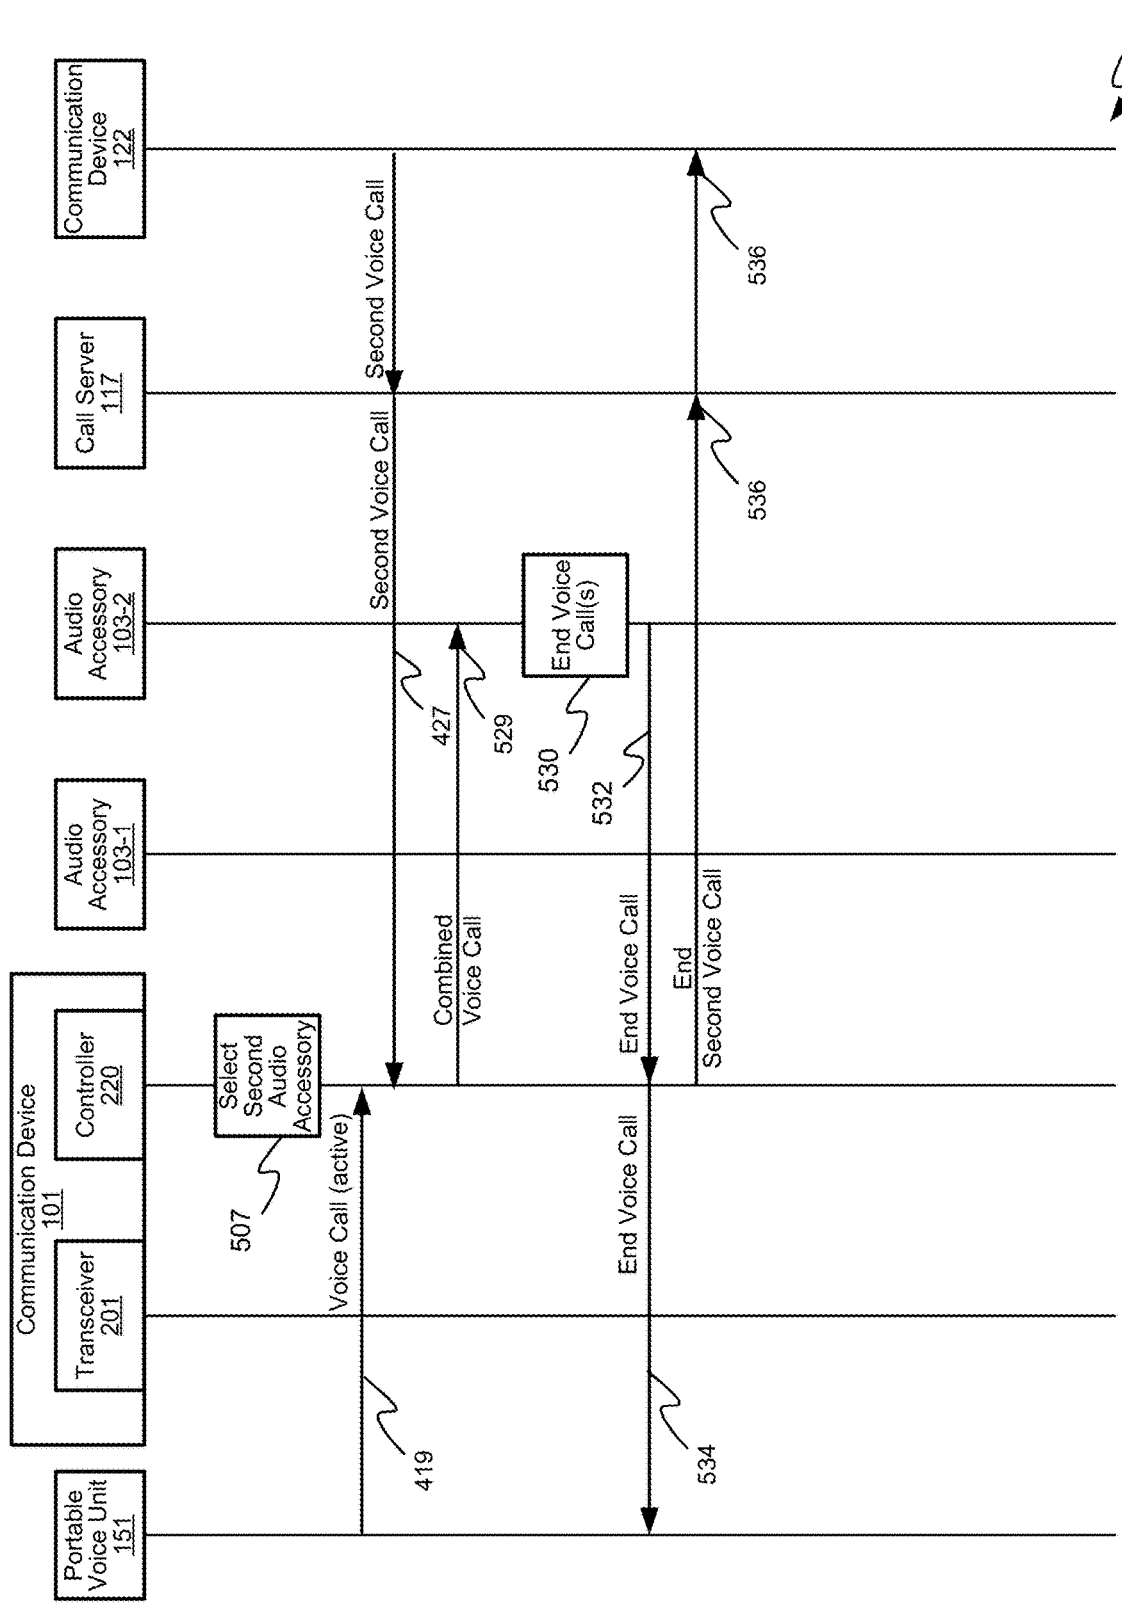 Portable
Voice Unit
151
Communication Device
101
Transceiver
201
Controller
220
Audio
Accessory
103-1
Audio
Accessory
103-2
Call Server
117
Communication
Device
122
Select
Second
Audio
Accessory
507
Voice Call (active)
419
Second Voice Call
Second Voice Call
427
Combined
Voice Call
529
End Voice
Call(s)
530
End Voice Call
End Voice Call
532
534
End
Second Voice Call
536
536